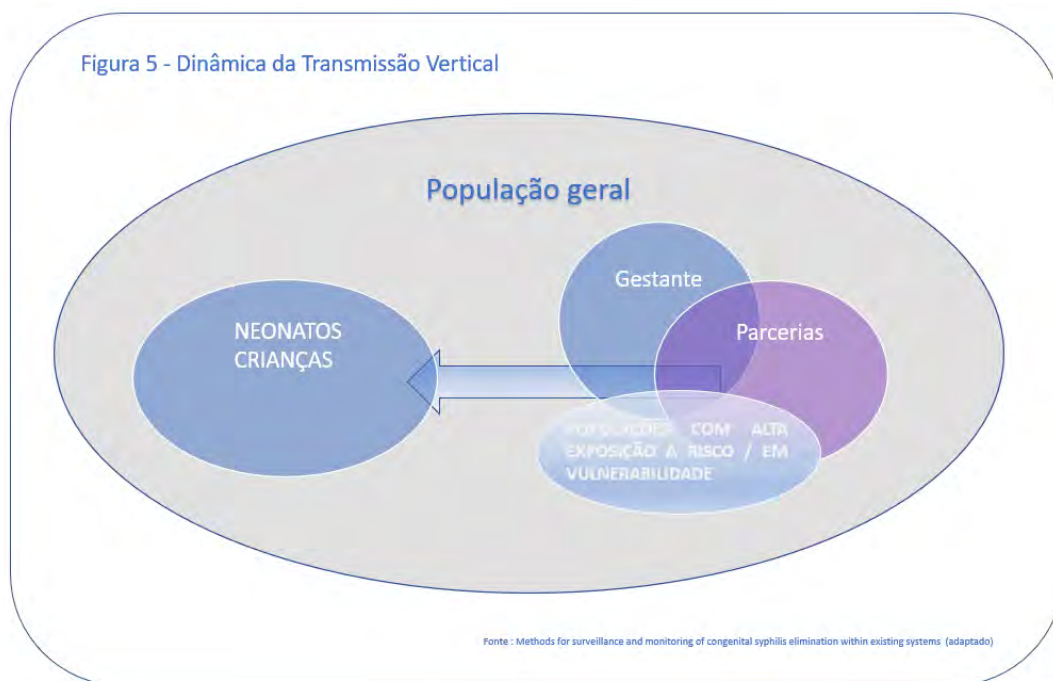 Figura 5 - Dinâmica da Transmissão Vertical
População geral
Gestante
Parcerias
NEONATOS
CRIANÇAS
POPULAÇÕES COM ALTA
EXPOSIÇÃO A RISCO / EM
VULNERABILIDADE
Fonte : Methods for surveillance and monitoring of congenital syphilis elimination within existing systems (adaptado)